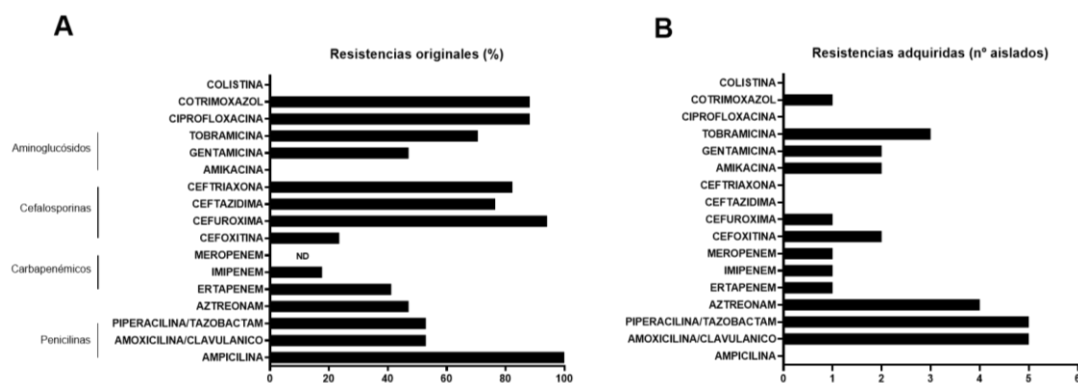 A
Resistencias originales (%)
COLISTINA
COTRIMOXAZOL
CIPROFLOXACINA
TOBRAMICINA
GENTAMICINA
AMIKACINA
CEFTRIAXONA
CEFTAZIDIMA
CEFUROXIMA
CEFOXITINA
MEROPENEM
ND
IMIPENEM
ERTAPENEM
AZTREONAM
PIPERACILINA/TAZOBACTAM
AMOXICILINA/CLAVULANICO
AMPICILINA
Aminoglucósidos
Cefalosporinas
Carbapenémicos
Penicilinas
0 20 40 60 80 100
B
Resistencias adquiridas (nº aislados)
COLISTINA
COTRIMOXAZOL
CIPROFLOXACINA
TOBRAMICINA
GENTAMICINA
AMIKACINA
CEFTRIAXONA
CEFTAZIDIMA
CEFUROXIMA
CEFOXITINA
MEROPENEM
IMIPENEM
ERTAPENEM
AZTREONAM
PIPERACILINA/TAZOBACTAM
AMOXICILINA/CLAVULANICO
AMPICILINA
0 1 2 3 4 5 6